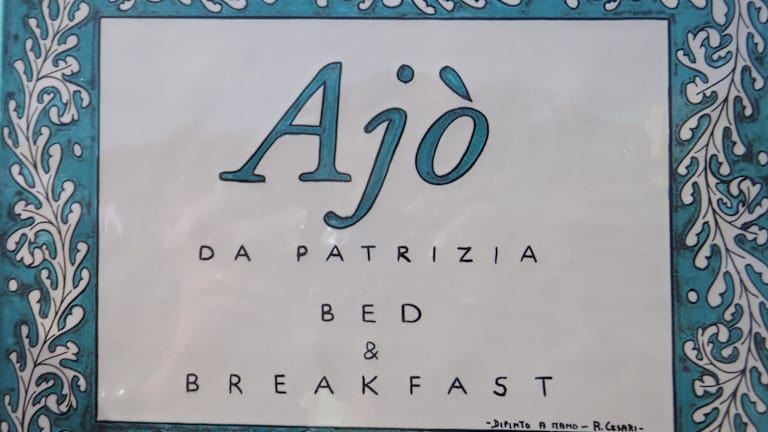 Ajò
DA PATRIZIA
BED
&
BREAKFAST
-DIPINTO A MANO- R. CESARI-